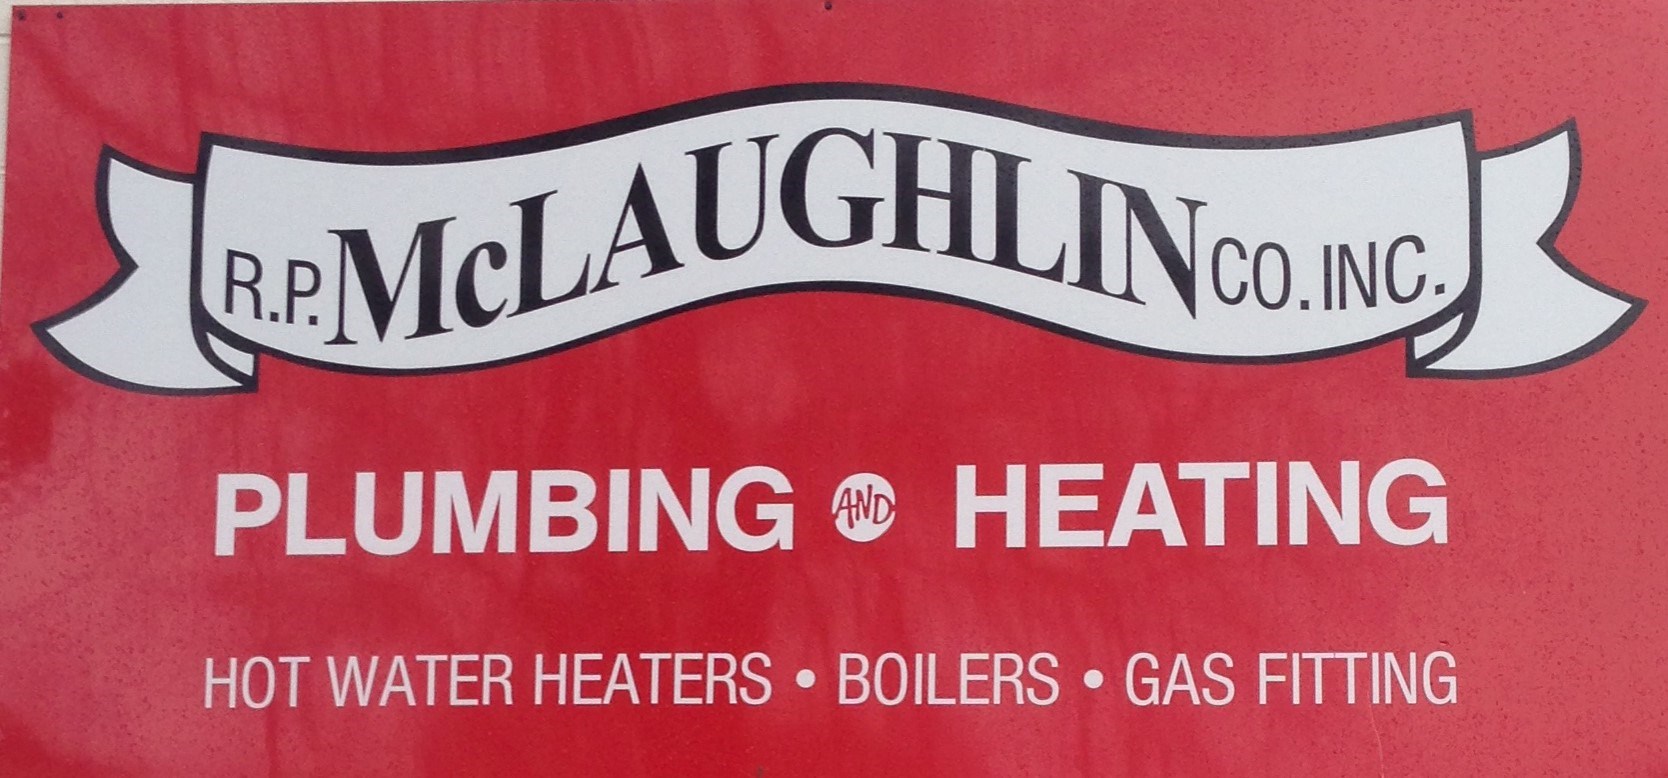 R.P. McLAUGHLIN CO. INC.
PLUMBING AND HEATING
HOT WATER HEATERS • BOILERS • GAS FITTING